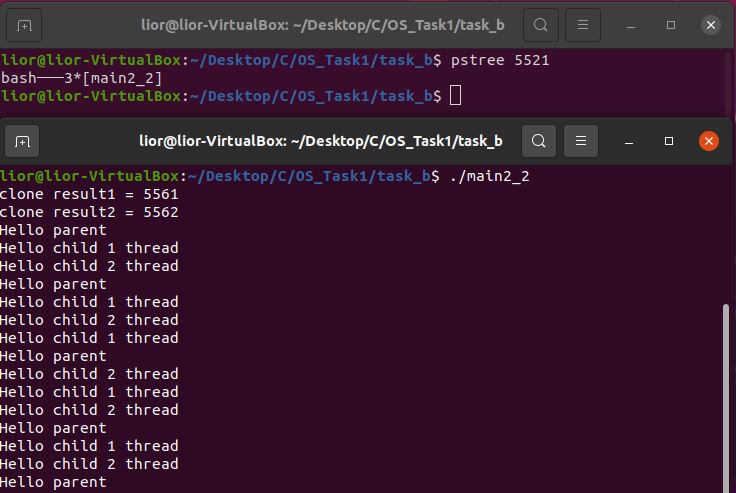 lior@lior-VirtualBox: ~/Desktop/C/OS_Task1/task_b
lior@lior-VirtualBox:~/Desktop/C/OS_Task1/task_b$ pstree 5521
bash───3*[main2_2]
lior@lior-VirtualBox:~/Desktop/C/OS_Task1/task_b$
lior@lior-VirtualBox: ~/Desktop/C/OS_Task1/task_b
lior@lior-VirtualBox:~/Desktop/C/OS_Task1/task_b$ ./main2_2
clone result1 = 5561
clone result2 = 5562
Hello parent
Hello child 1 thread
Hello child 2 thread
Hello parent
Hello child 1 thread
Hello child 2 thread
Hello child 1 thread
Hello parent
Hello child 2 thread
Hello child 1 thread
Hello child 2 thread
Hello parent
Hello child 1 thread
Hello child 2 thread
Hello parent